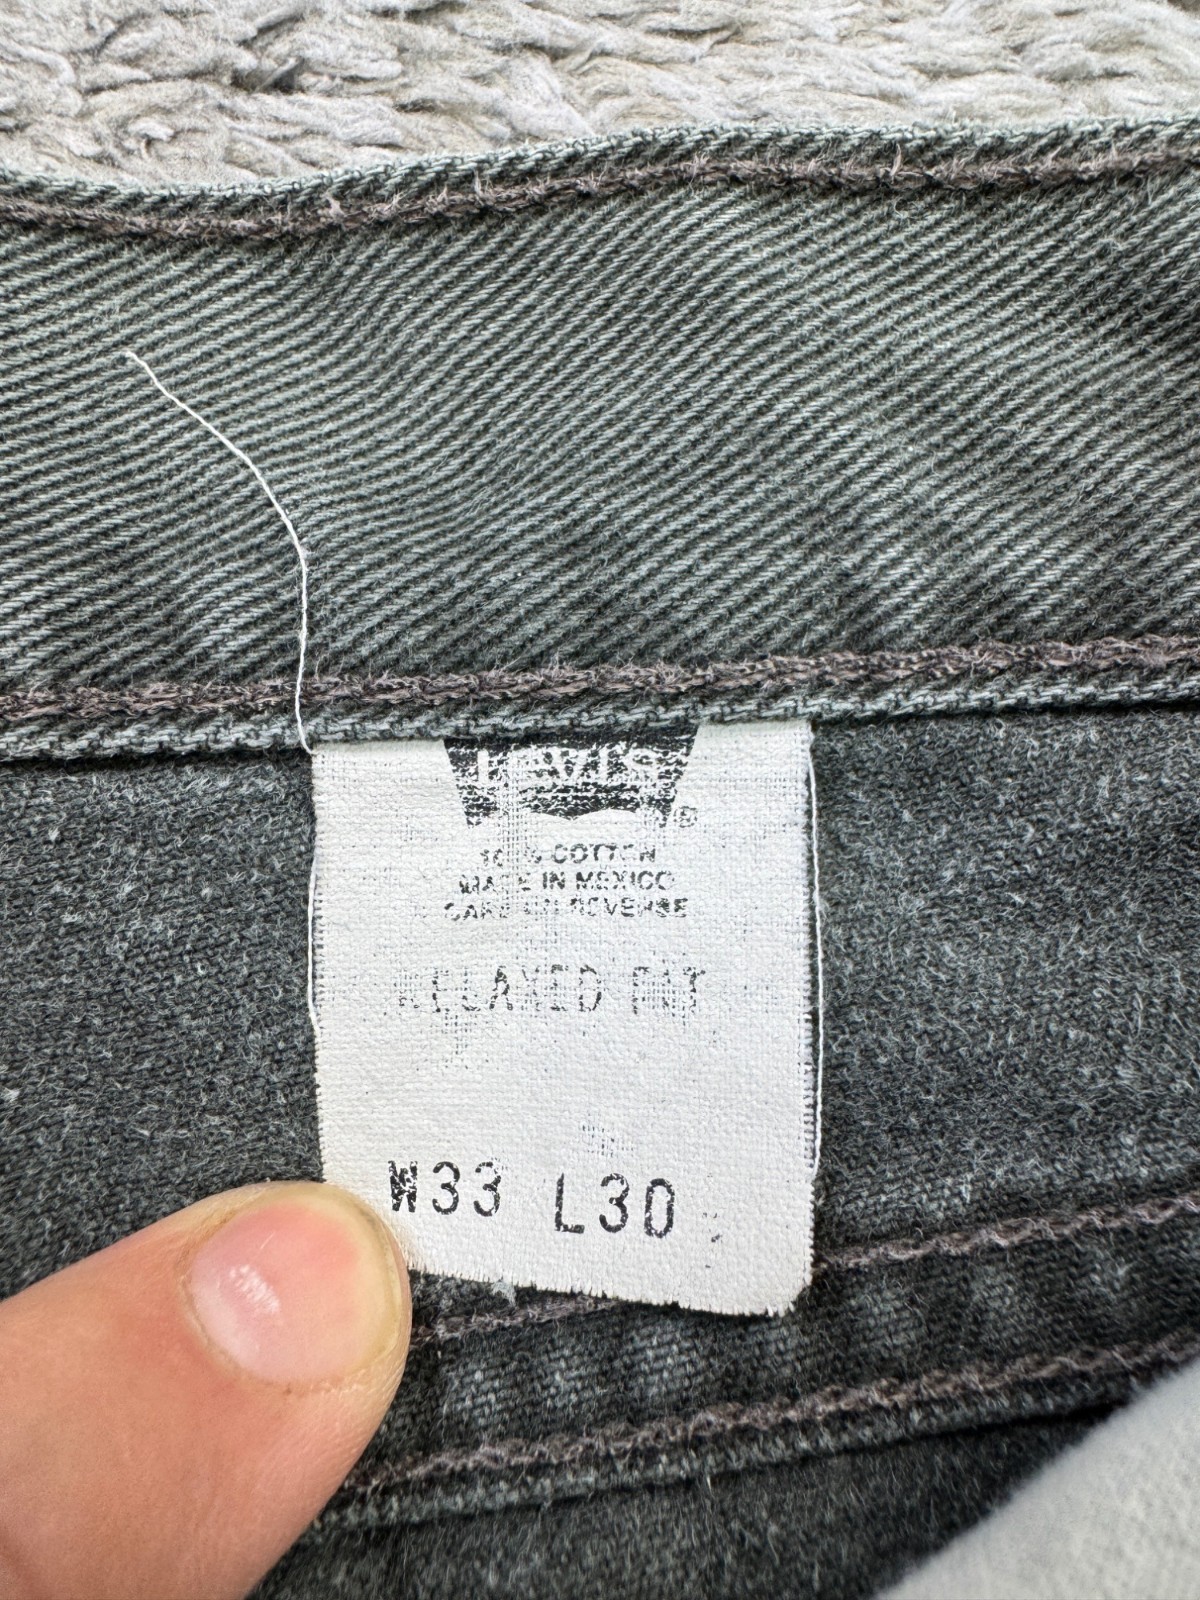 LEVI'S
®
100% COTTON
MADE IN MEXICO
CARE ON REVERSE
RELAXED FIT
W33 L30